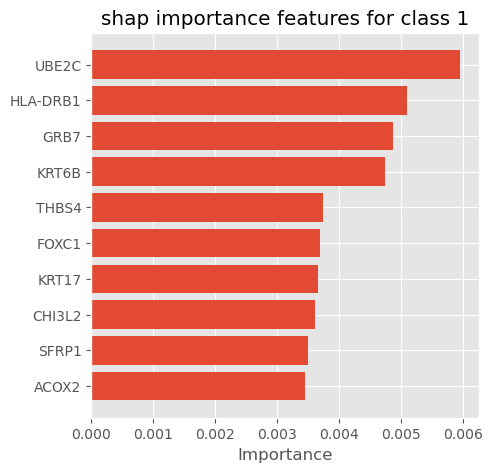 shap importance features for class 1
UBE2C
HLA-DRB1
GRB7
KRT6B
THBS4
FOXC1
KRT17
CHI3L2
SFRP1
ACOX2
0.000 0.001 0.002 0.003 0.004 0.005 0.006
Importance